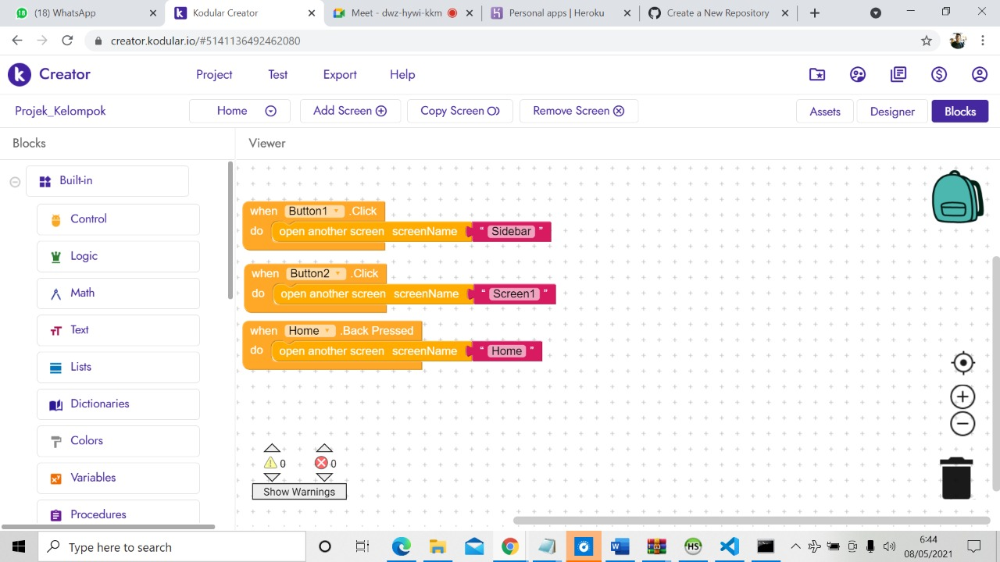 (18) WhatsApp
Kodular Creator
Meet - dwz-hywi-kkm
Personal apps | Heroku
Create a New Repository
creator.kodular.io/#5141136492462080
Creator
Project
Test
Export
Help
Projek_Kelompok
Home
Add Screen
Copy Screen
Remove Screen
Assets
Designer
Blocks
Blocks
Viewer
Built-in
Control
Logic
Math
Text
Lists
Dictionaries
Colors
Variables
Procedures
when Button1 .Click
do open another screen screenName “ Sidebar ”
when Button2 .Click
do open another screen screenName “ Screen1 ”
when Home .Back Pressed
do open another screen screenName “ Home ”
0 0
Show Warnings
Type here to search
6:44
08/05/2021